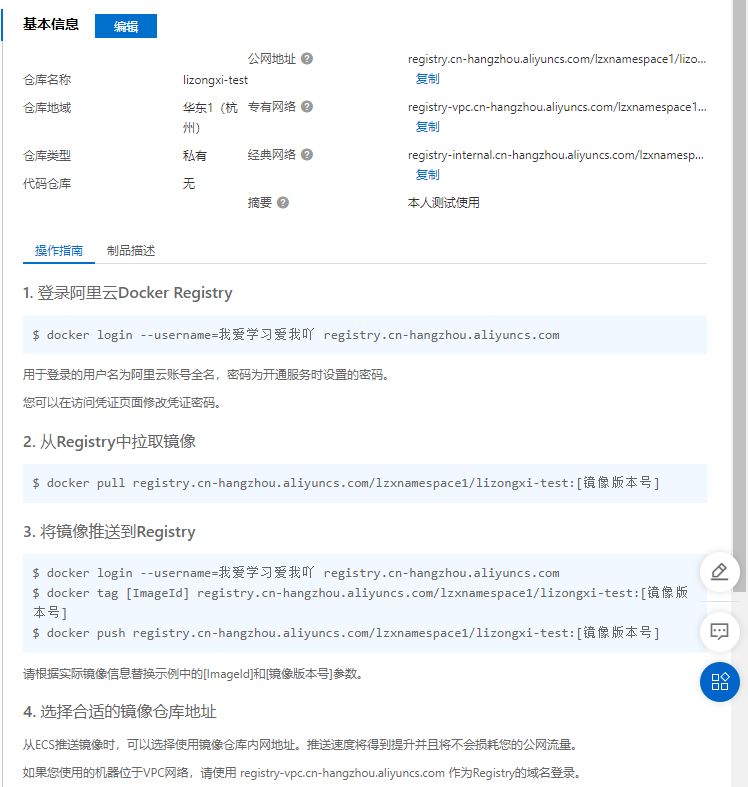 基本信息 编辑
公网地址 registry.cn-hangzhou.aliyuncs.com/lzxnamespace1/lizo...
复制
仓库名称 lizongxi-test
仓库地域 华东1（杭州） 专有网络 registry-vpc.cn-hangzhou.aliyuncs.com/lzxnamespace1...
复制
仓库类型 私有 经典网络 registry-internal.cn-hangzhou.aliyuncs.com/lzxnamesp...
复制
代码仓库 无
摘要 本人测试使用
操作指南 制品描述
1. 登录阿里云Docker Registry
$ docker login --username=我爱学习爱我吖 registry.cn-hangzhou.aliyuncs.com
用于登录的用户名为阿里云账号全名，密码为开通服务时设置的密码。
您可以在访问凭证页面修改凭证密码。
2. 从Registry中拉取镜像
$ docker pull registry.cn-hangzhou.aliyuncs.com/lzxnamespace1/lizongxi-test:[镜像版本号]
3. 将镜像推送到Registry
$ docker login --username=我爱学习爱我吖 registry.cn-hangzhou.aliyuncs.com
$ docker tag [ImageId] registry.cn-hangzhou.aliyuncs.com/lzxnamespace1/lizongxi-test:[镜像版
本号]
$ docker push registry.cn-hangzhou.aliyuncs.com/lzxnamespace1/lizongxi-test:[镜像版本号]
请根据实际镜像信息替换示例中的[ImageId]和[镜像版本号]参数。
4. 选择合适的镜像仓库地址
从ECS推送镜像时，可以选择使用镜像仓库内网地址。推送速度将得到提升并且将不会损耗您的公网流量。
如果您使用的机器位于VPC网络，请使用 registry-vpc.cn-hangzhou.aliyuncs.com 作为Registry的域名登录。